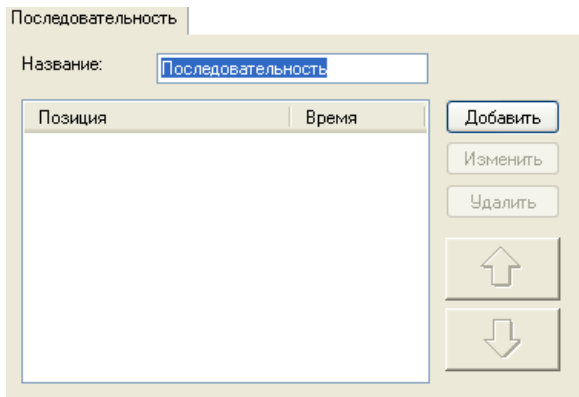 Последовательность
Название: Последовательность
Позиция Время
Добавить
Изменить
Удалить